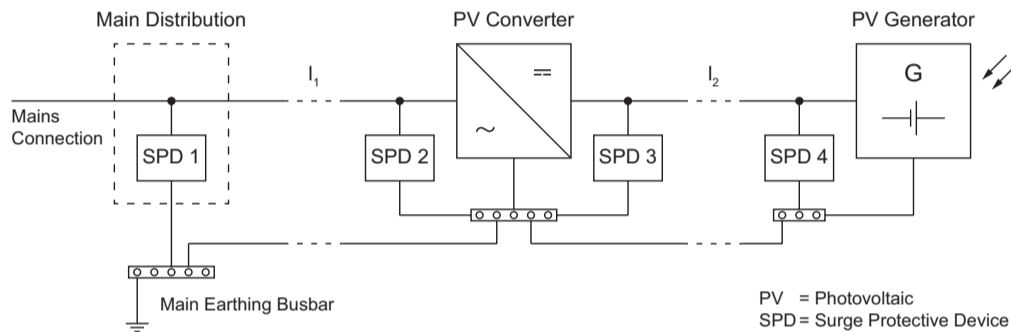 Main Distribution
PV Converter
PV Generator
I₁
I₂
G
Mains
Connection
~
SPD 1
SPD 2
SPD 3
SPD 4
Main Earthing Busbar
PV = Photovoltaic
SPD = Surge Protective Device